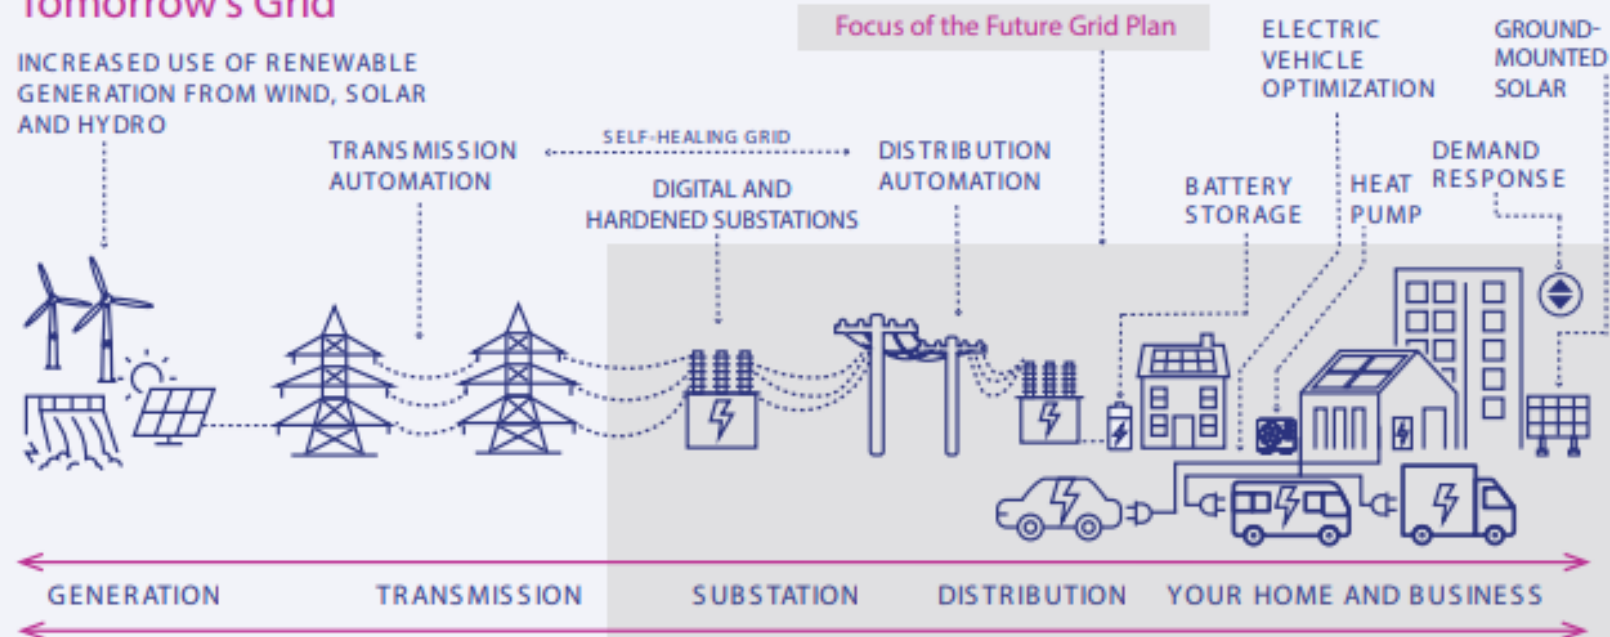 Tomorrow's Grid
Focus of the Future Grid Plan
INCREASED USE OF RENEWABLE
GENERATION FROM WIND, SOLAR
AND HYDRO
TRANSMISSION
AUTOMATION
SELF-HEALING GRID
DIGITAL AND
HARDENED SUBSTATIONS
DISTRIBUTION
AUTOMATION
BATTERY
STORAGE
ELECTRIC
VEHICLE
OPTIMIZATION
HEAT
PUMP
DEMAND
RESPONSE
GROUND-
MOUNTED
SOLAR
GENERATION
TRANSMISSION
SUBSTATION
DISTRIBUTION
YOUR HOME AND BUSINESS